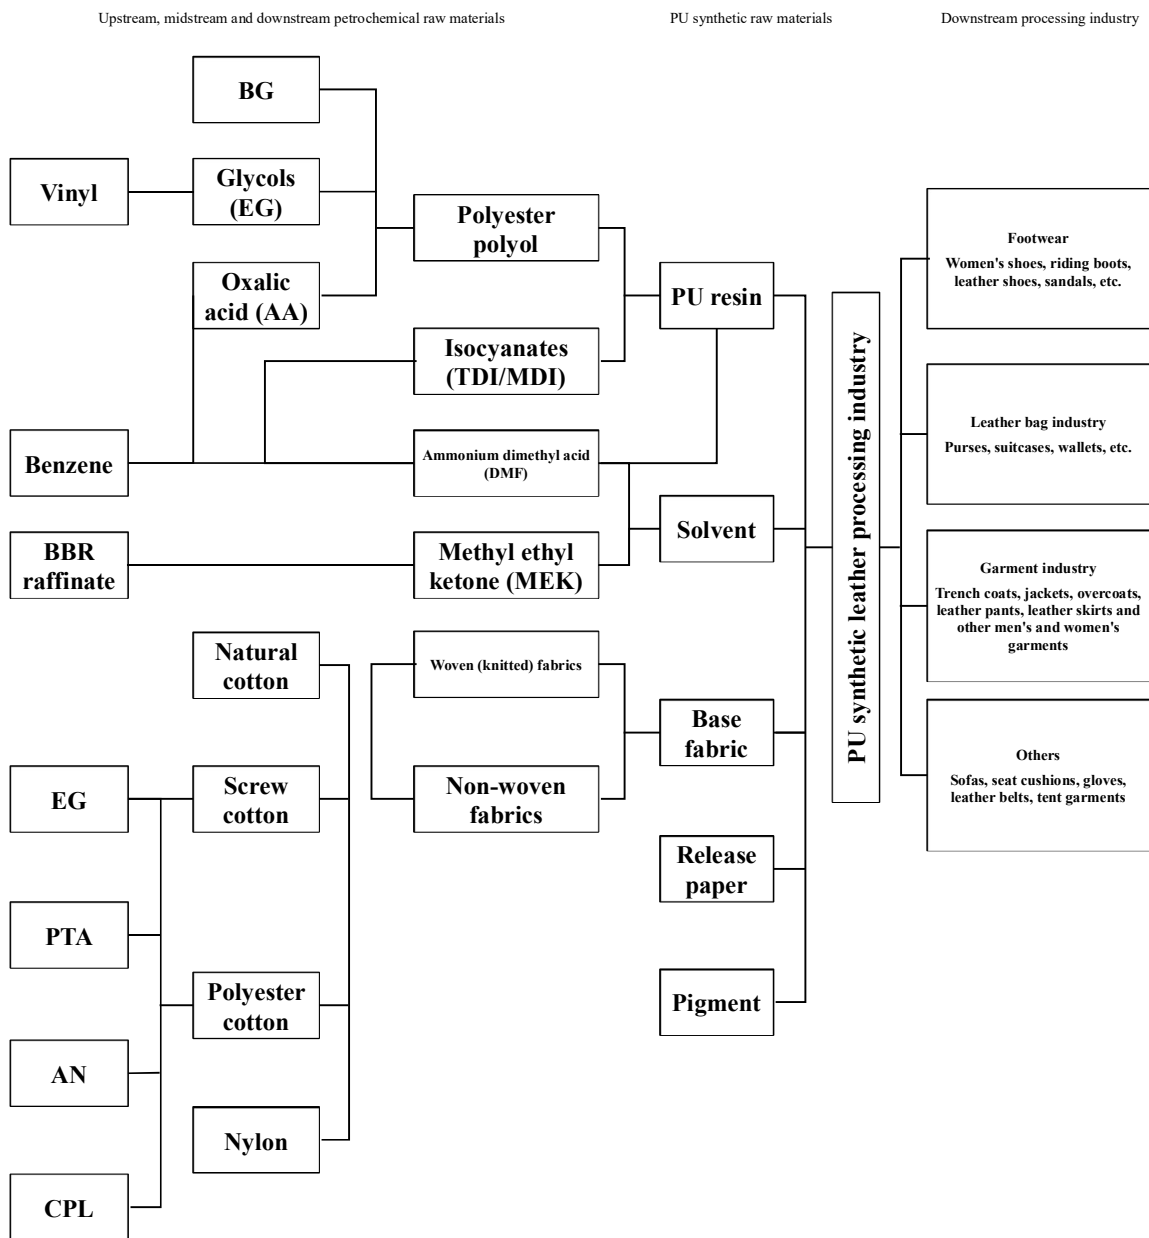 Upstream, midstream and downstream petrochemical raw materials
PU synthetic raw materials
Downstream processing industry
BG
Vinyl
Glycols
(EG)
Oxalic
acid (AA)
Polyester
polyol
Isocyanates
(TDI/MDI)
PU resin
Benzene
Ammonium dimethyl acid
(DMF)
BBR
raffinate
Methyl ethyl
ketone (MEK)
Solvent
Natural
cotton
Woven (knitted) fabrics
Base
fabric
EG
Screw
cotton
Non-woven
fabrics
Release
paper
PTA
Polyester
cotton
Pigment
AN
Nylon
CPL
PU synthetic leather processing industry
Footwear
Women's shoes, riding boots,
leather shoes, sandals, etc.
Leather bag industry
Purses, suitcases, wallets, etc.
Garment industry
Trench coats, jackets, overcoats,
leather pants, leather skirts and
other men's and women's
garments
Others
Sofas, seat cushions, gloves,
leather belts, tent garments